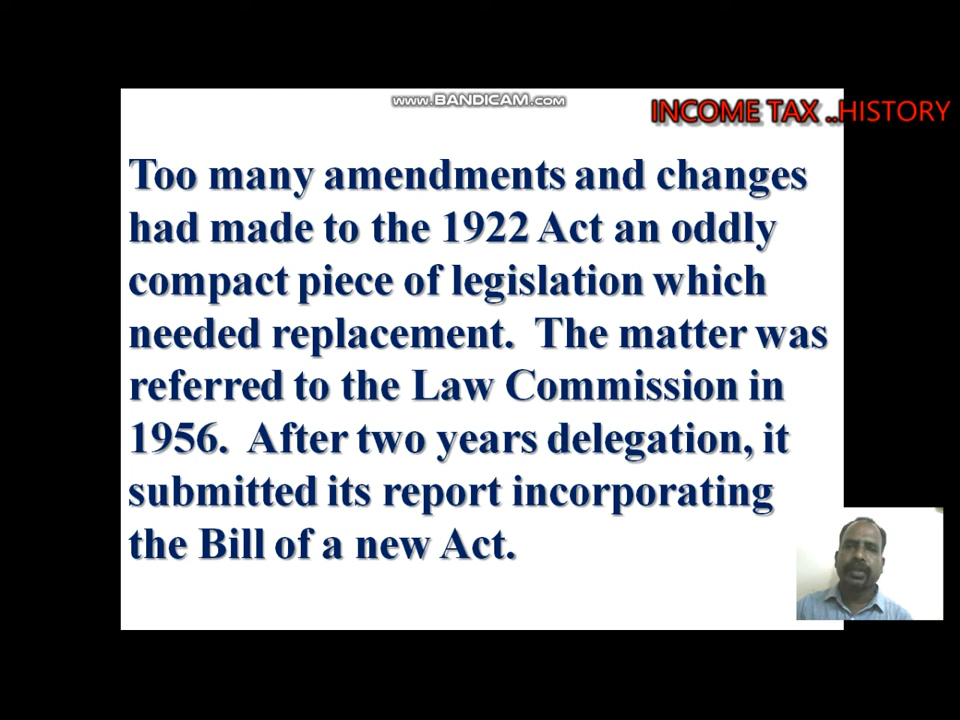 www.BANDICAM.com
INCOME TAX ..HISTORY
Too many amendments and changes
had made to the 1922 Act an oddly
compact piece of legislation which
needed replacement. The matter was
referred to the Law Commission in
1956. After two years delegation, it
submitted its report incorporating
the Bill of a new Act.